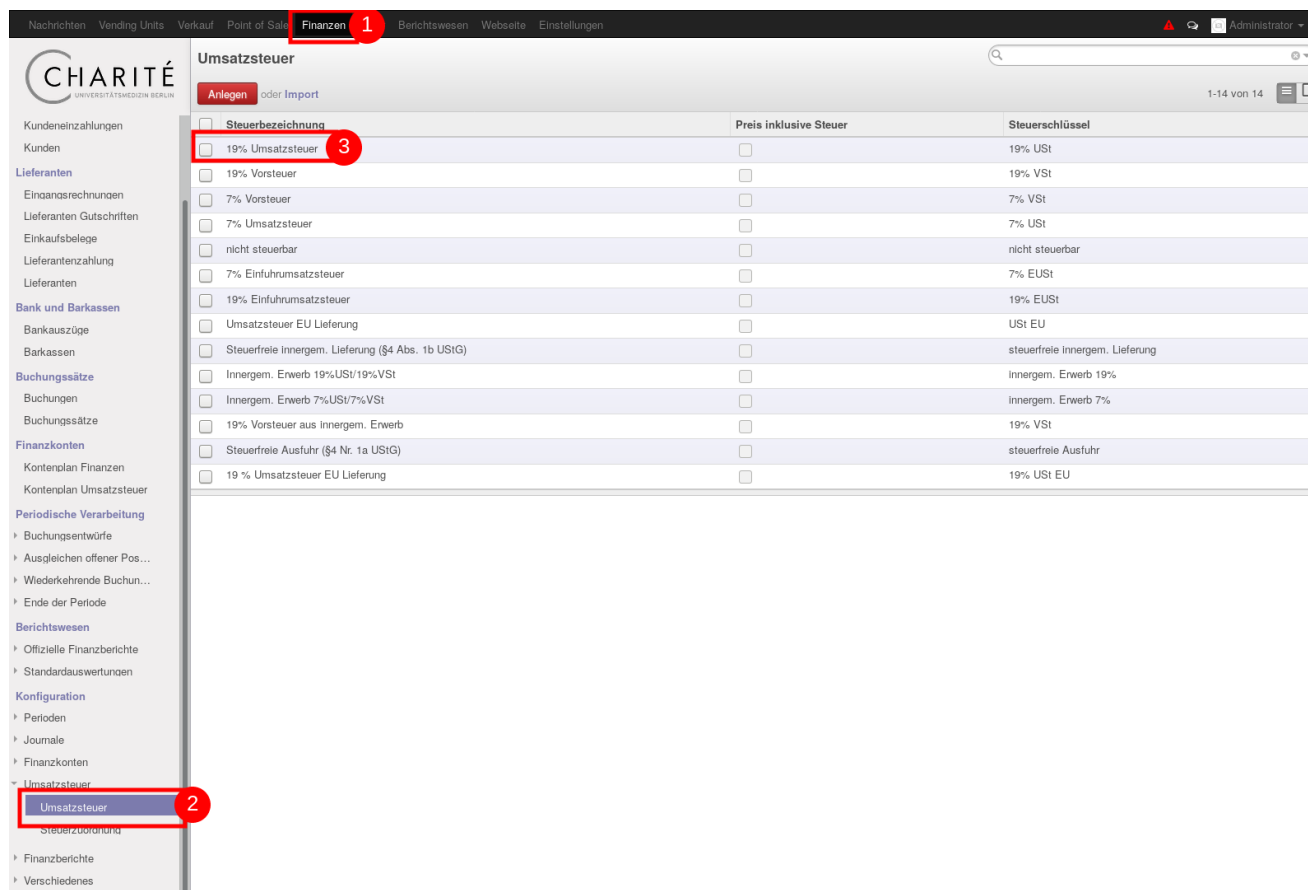 Nachrichten Vending Units Verkauf Point of Sale Finanzen 1 Berichtswesen Webseite Einstellungen Administrator
CHARITÉ
UNIVERSITÄTSMEDIZIN BERLIN
Umsatzsteuer
Anlegen oder Import
1-14 von 14
Kundeneinzahlungen
Kunden
Lieferanten
Eingangsrechnungen
Lieferanten Gutschriften
Einkaufsbelege
Lieferantenzahlung
Lieferanten
Bank und Barkassen
Bankauszüge
Barkassen
Buchungssätze
Buchungen
Buchungssätze
Finanzkonten
Kontenplan Finanzen
Kontenplan Umsatzsteuer
Periodische Verarbeitung
Buchungsentwürfe
Ausgleichen offener Pos...
Wiederkehrende Buchun...
Ende der Periode
Berichtswesen
Offizielle Finanzberichte
Standardauswertungen
Konfiguration
Perioden
Journale
Finanzkonten
Umsatzsteuer
Umsatzsteuer 2
Steuerzuordnung
Finanzberichte
Verschiedenes
Steuerbezeichnung Preis inklusive Steuer Steuerschlüssel
19% Umsatzsteuer 3 19% USt
19% Vorsteuer 19% VSt
7% Vorsteuer 7% VSt
7% Umsatzsteuer 7% USt
nicht steuerbar nicht steuerbar
7% Einfuhrumsatzsteuer 7% EUSt
19% Einfuhrumsatzsteuer 19% EUSt
Umsatzsteuer EU Lieferung USt EU
Steuerfreie innergem. Lieferung (§4 Abs. 1b UStG) steuerfreie innergem. Lieferung
Innergem. Erwerb 19%USt/19%VSt innergem. Erwerb 19%
Innergem. Erwerb 7%USt/7%VSt innergem. Erwerb 7%
19% Vorsteuer aus innergem. Erwerb 19% VSt
Steuerfreie Ausfuhr (§4 Nr. 1a UStG) steuerfreie Ausfuhr
19 % Umsatzsteuer EU Lieferung 19% USt EU